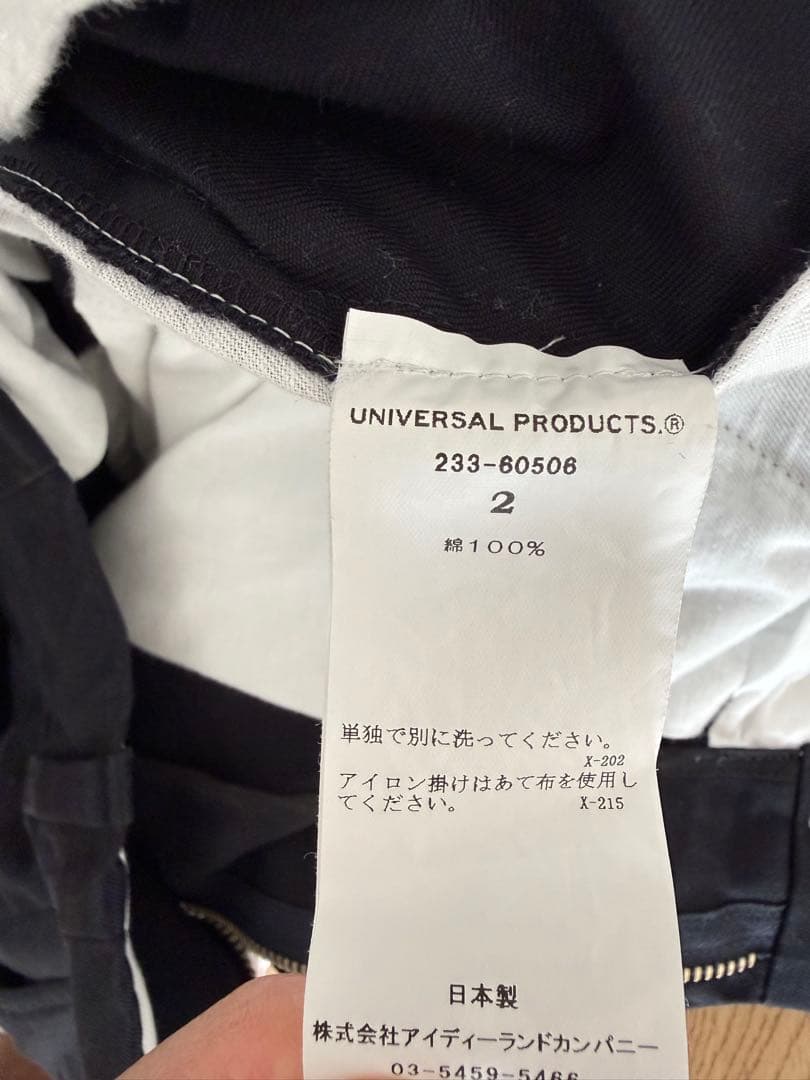 UNIVERSAL PRODUCTS.®
233-60506
2
綿100%
単独で別に洗ってください。
X-202
アイロン掛けはあて布を使用し
てください。 X-215
日本製
株式会社アイディーランドカンパニー
03-5459-5466